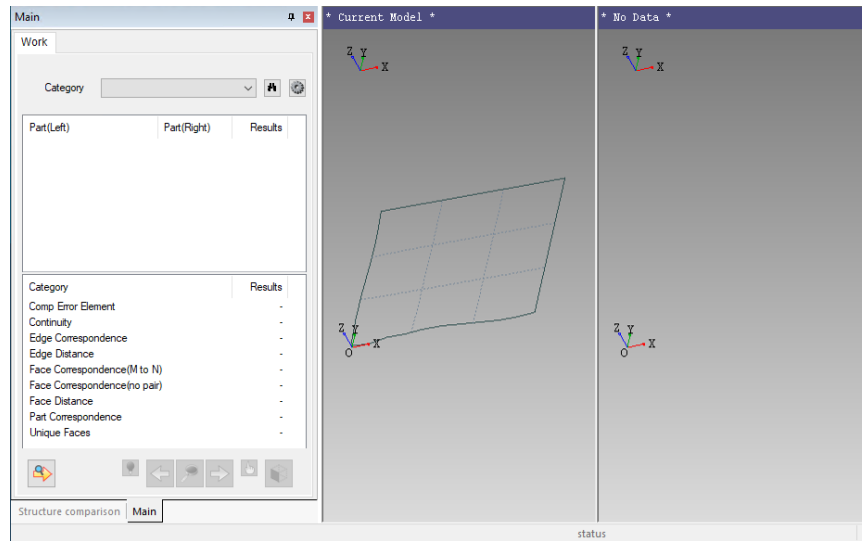 Main
Work
Category
Part(Left) Part(Right) Results
Category Results
Comp Error Element -
Continuity -
Edge Correspondence -
Edge Distance -
Face Correspondence(M to N) -
Face Correspondence(no pair) -
Face Distance -
Part Correspondence -
Unique Faces -
Structure comparison Main
* Current Model *
Z Y
X
Z Y
X
O
* No Data *
Z Y
X
Z Y
X
O
status